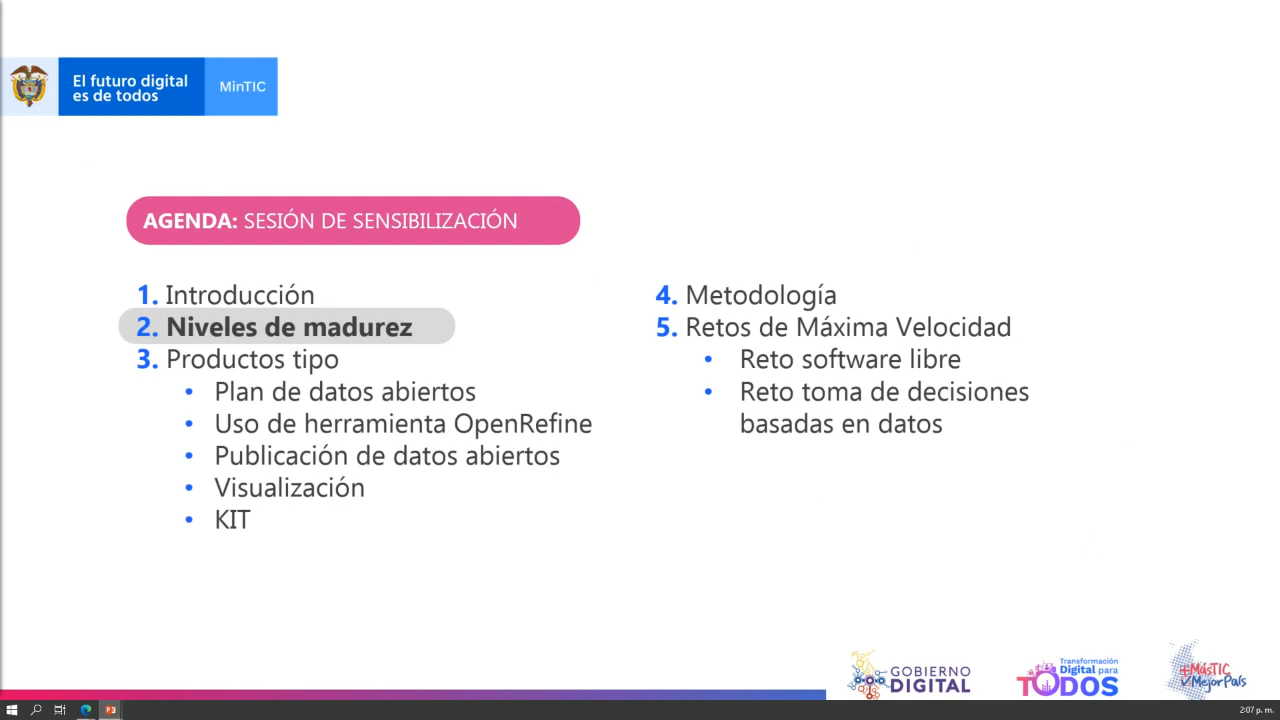 El futuro digital
es de todos
MinTIC
AGENDA: SESIÓN DE SENSIBILIZACIÓN
1. Introducción
2. Niveles de madurez
3. Productos tipo
• Plan de datos abiertos
• Uso de herramienta OpenRefine
• Publicación de datos abiertos
• Visualización
• KIT
4. Metodología
5. Retos de Máxima Velocidad
• Reto software libre
• Reto toma de decisiones
basadas en datos
GOBIERNO
DIGITAL
Transformación
Digital para
TODOS
+MásTIC
MejorPaís
2:07 p. m.